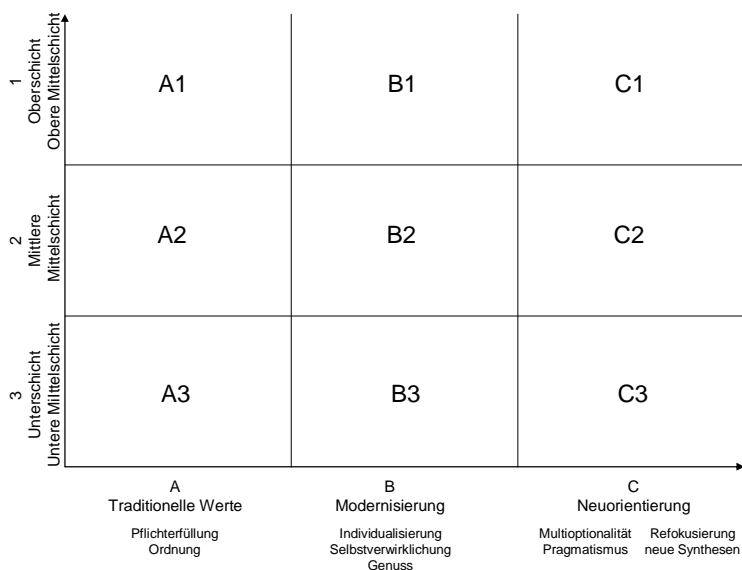 1
Oberschicht
Obere Mittelschicht
A1
B1
C1
2
Mittlere
Mittelschicht
A2
B2
C2
3
Unterschicht
Untere Milttelschicht
A3
B3
C3
A
Traditionelle Werte
Pflichterfüllung
Ordnung
B
Modernisierung
Individualisierung
Selbstverwirklichung
Genuss
C
Neuorientierung
Multioptionalität
Pragmatismus
Refokusierung
neue Synthesen